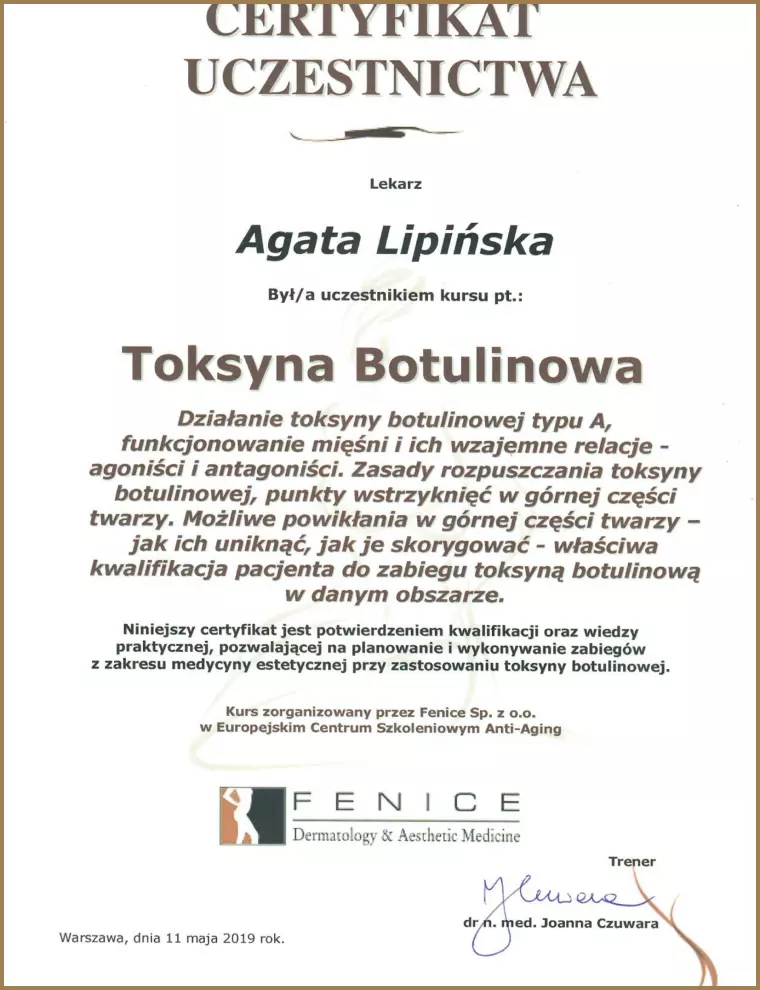 CERTYFIKAT
UCZESTNICTWA
Lekarz
Agata Lipińska
Był/a uczestnikiem kursu pt.:
Toksyna Botulinowa
Działanie toksyny botulinowej typu A,
funkcjonowanie mięśni i ich wzajemne relacje -
agoniści i antagoniści. Zasady rozpuszczania toksyny
botulinowej, punkty wstrzyknięć w górnej części
twarzy. Możliwe powikłania w górnej części twarzy –
jak ich uniknąć, jak je skorygować - właściwa
kwalifikacja pacjenta do zabiegu toksyną botulinową
w danym obszarze.
Niniejszy certyfikat jest potwierdzeniem kwalifikacji oraz wiedzy
praktycznej, pozwalającej na planowanie i wykonywanie zabiegów
z zakresu medycyny estetycznej przy zastosowaniu toksyny botulinowej.
Kurs zorganizowany przez Fenice Sp. z o.o.
w Europejskim Centrum Szkoleniowym Anti-Aging
FENICE
Dermatology & Aesthetic Medicine
Trener
JCzuwara
dr n. med. Joanna Czuwara
Warszawa, dnia 11 maja 2019 rok.